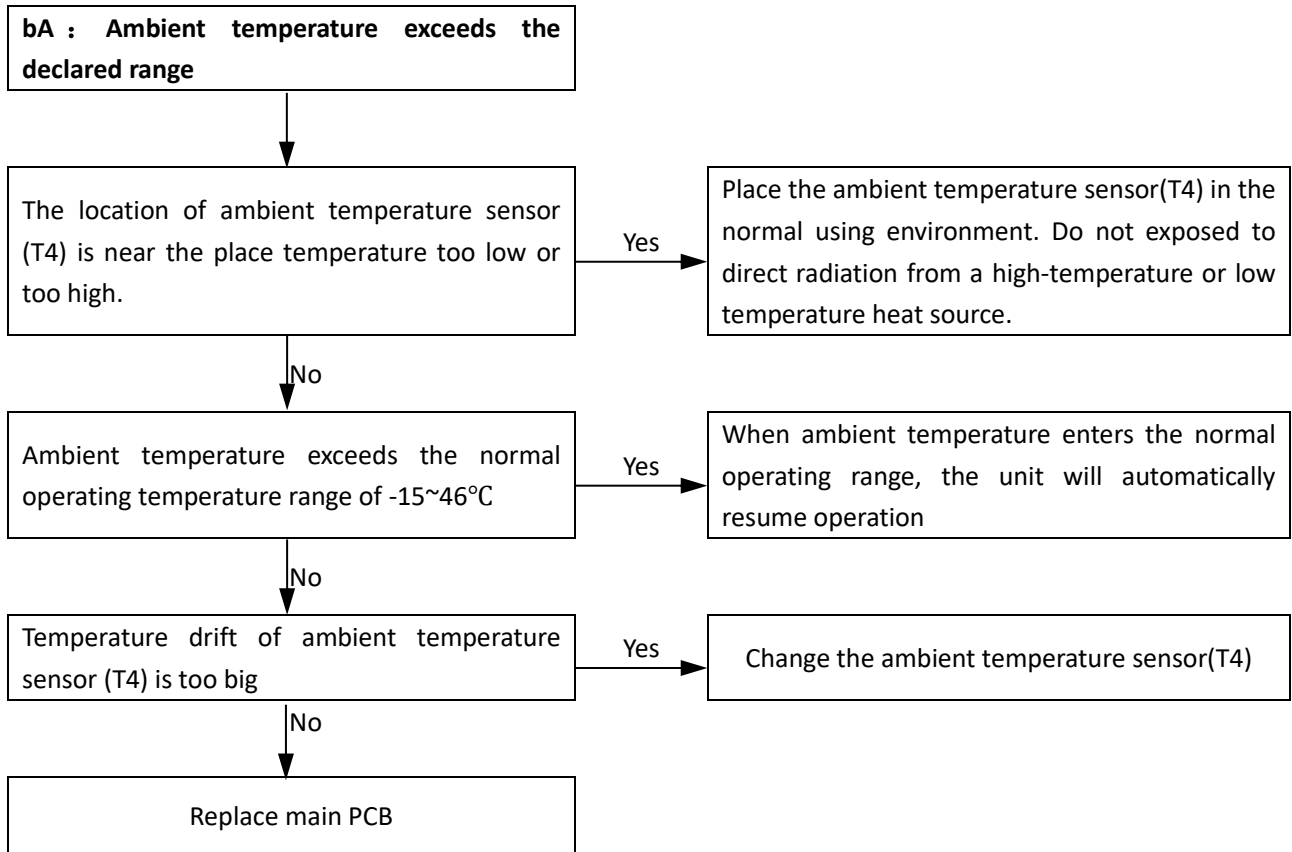 bA： Ambient temperature exceeds the
declared range
The location of ambient temperature sensor
(T4) is near the place temperature too low or
too high.
Yes
Place the ambient temperature sensor(T4) in the
normal using environment. Do not exposed to
direct radiation from a high-temperature or low
temperature heat source.
No
Ambient temperature exceeds the normal
operating temperature range of -15~46℃
Yes
When ambient temperature enters the normal
operating range, the unit will automatically
resume operation
No
Temperature drift of ambient temperature
sensor (T4) is too big
Yes
Change the ambient temperature sensor(T4)
No
Replace main PCB